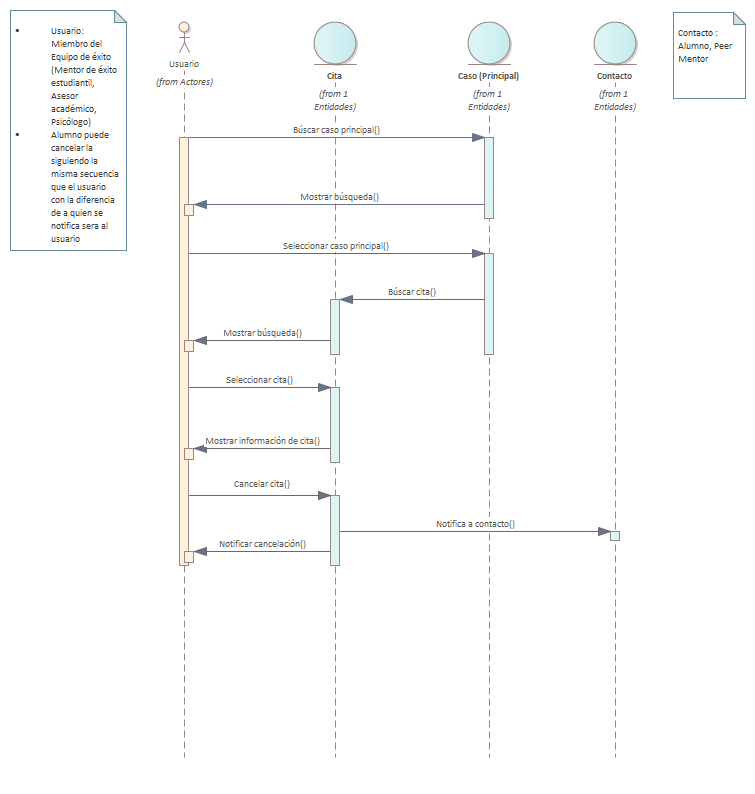 • Usuario:
Miembro del
Equipo de éxito
(Mentor de éxito
estudiantil,
Asesor
académico,
Psicólogo)
• Alumno puede
cancelar la
siguiendo la
misma secuencia
que el usuario
con la diferencia
de a quien se
notifica sera al
usuario
Usuario
(from Actores)
Cita
(from 1
Entidades)
Caso (Principal)
(from 1
Entidades)
Contacto
(from 1
Entidades)
Contacto :
Alumno, Peer
Mentor
Búscar caso principal()
Mostrar búsqueda()
Seleccionar caso principal()
Búscar cita()
Mostrar búsqueda()
Seleccionar cita()
Mostrar información de cita()
Cancelar cita()
Notifica a contacto()
Notificar cancelación()